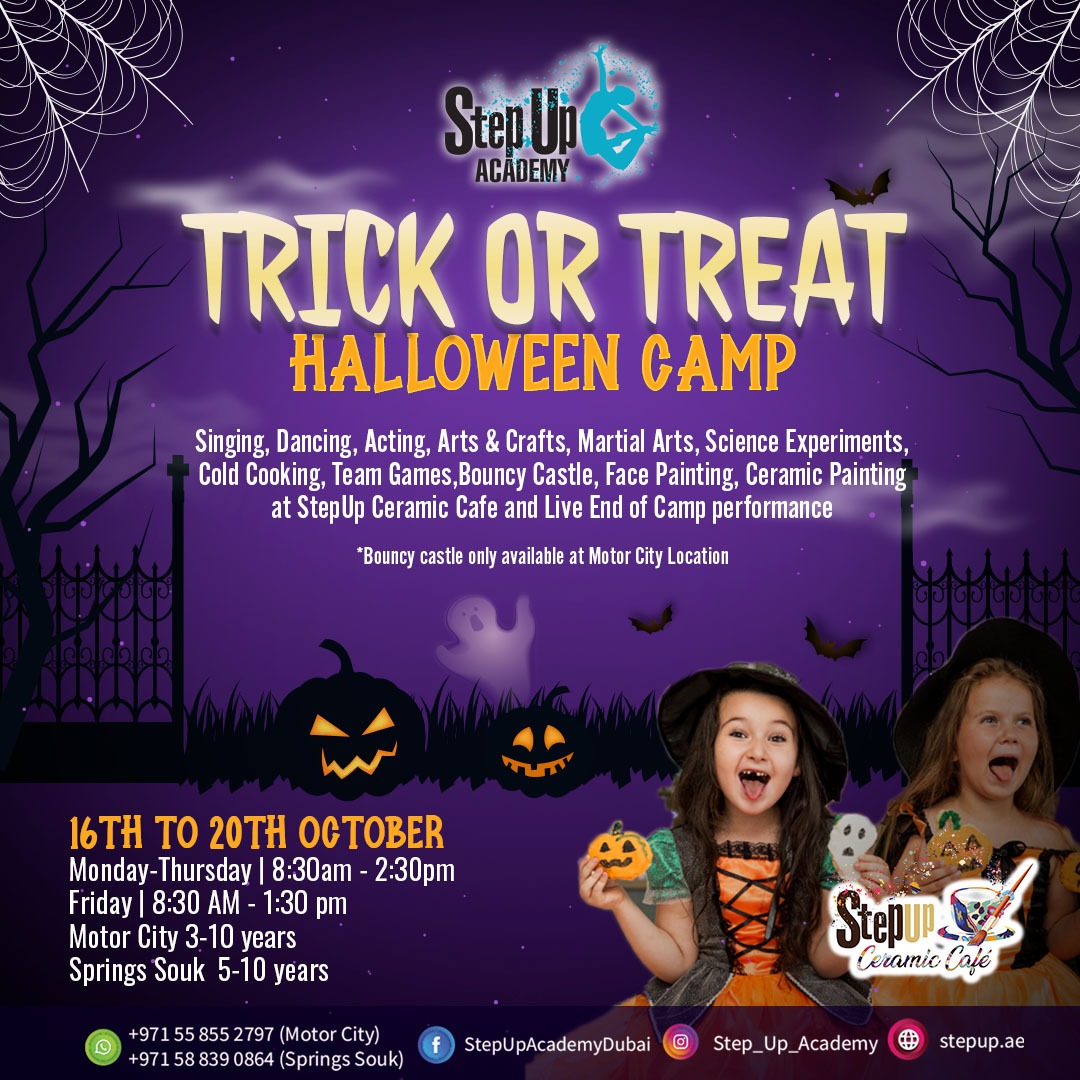 Step Up
ACADEMY
TRICK OR TREAT
HALLOWEEN CAMP
Singing, Dancing, Acting, Arts & Crafts, Martial Arts, Science Experiments,
Cold Cooking, Team Games,Bouncy Castle, Face Painting, Ceramic Painting
at StepUp Ceramic Cafe and Live End of Camp performance
*Bouncy castle only available at Motor City Location
16TH TO 20TH OCTOBER
Monday-Thursday | 8:30am - 2:30pm
Friday | 8:30 AM - 1:30 pm
Motor City 3-10 years
Springs Souk 5-10 years
StepUp
Ceramic Café
+971 55 855 2797 (Motor City)
+971 58 839 0864 (Springs Souk)
StepUpAcademyDubai
Step_Up_Academy
stepup.ae